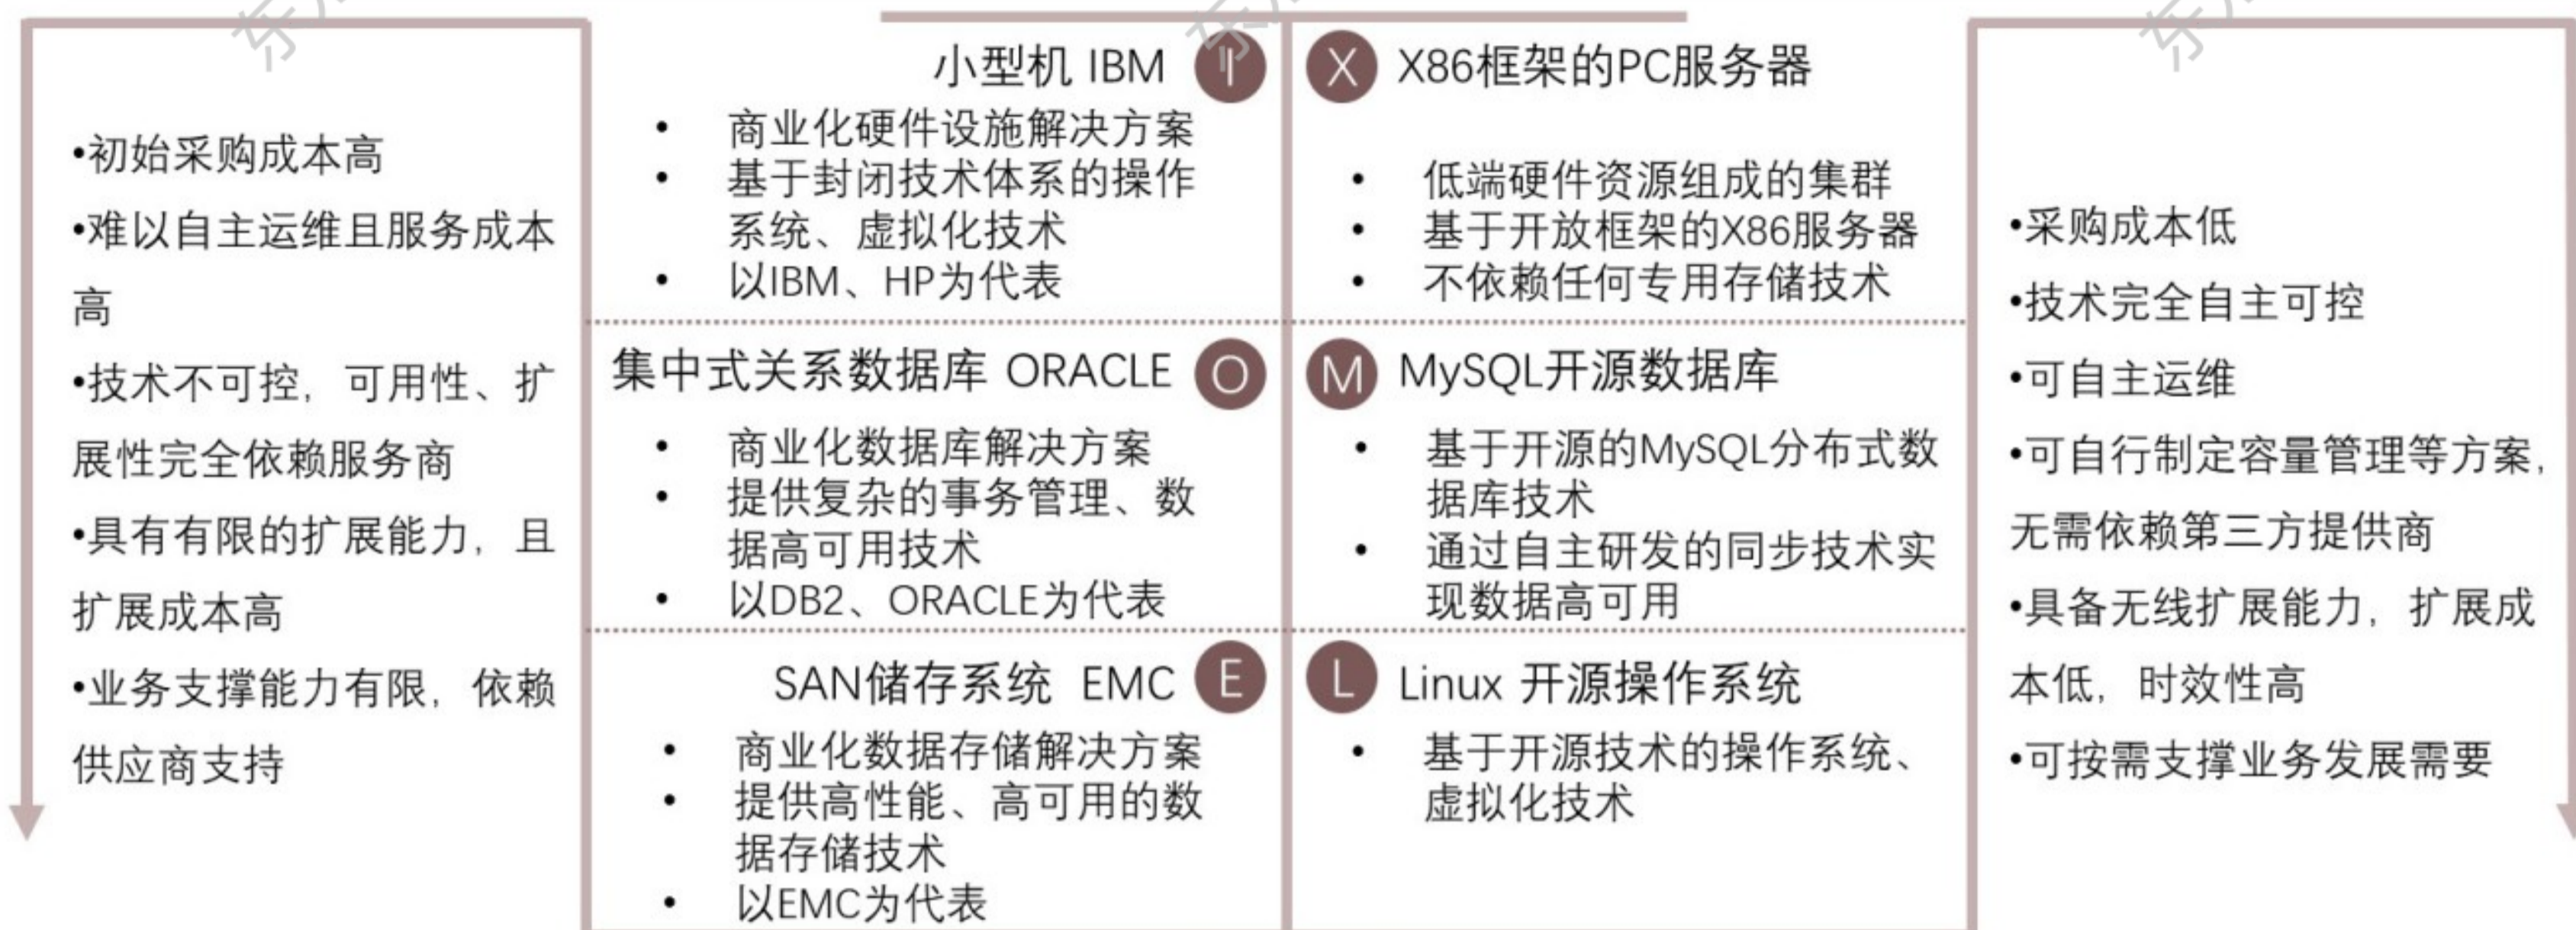 •初始采购成本高
•难以自主运维且服务成本
高
•技术不可控，可用性、扩
展性完全依赖服务商
•具有有限的扩展能力，且
扩展成本高
•业务支撑能力有限，依赖
供应商支持
小型机 IBM I
• 商业化硬件设施解决方案
• 基于封闭技术体系的操作
系统、虚拟化技术
• 以IBM、HP为代表
集中式关系数据库 ORACLE O
• 商业化数据库解决方案
• 提供复杂的事务管理、数
据高可用技术
• 以DB2、ORACLE为代表
SAN储存系统 EMC E
• 商业化数据存储解决方案
• 提供高性能、高可用的数
据存储技术
• 以EMC为代表
X X86框架的PC服务器
• 低端硬件资源组成的集群
• 基于开放框架的X86服务器
• 不依赖任何专用存储技术
M MySQL开源数据库
• 基于开源的MySQL分布式数
据库技术
• 通过自主研发的同步技术实
现数据高可用
L Linux 开源操作系统
• 基于开源技术的操作系统、
虚拟化技术
•采购成本低
•技术完全自主可控
•可自主运维
•可自行制定容量管理等方案，
无需依赖第三方提供商
•具备无线扩展能力，扩展成
本低，时效性高
•可按需支撑业务发展需要